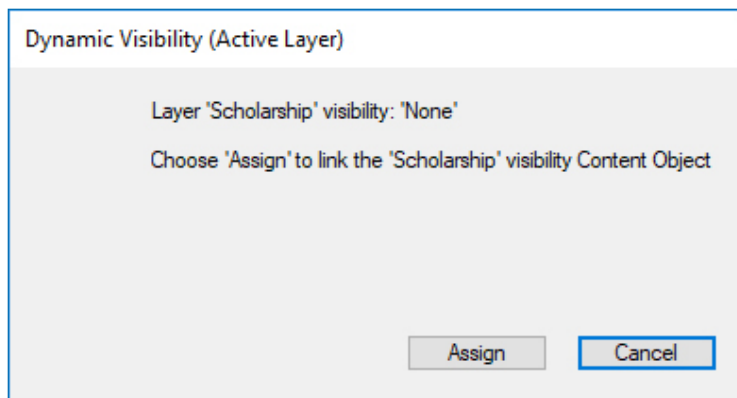 Dynamic Visibility (Active Layer)
Layer 'Scholarship' visibility: 'None'
Choose 'Assign' to link the 'Scholarship' visibility Content Object
Assign Cancel